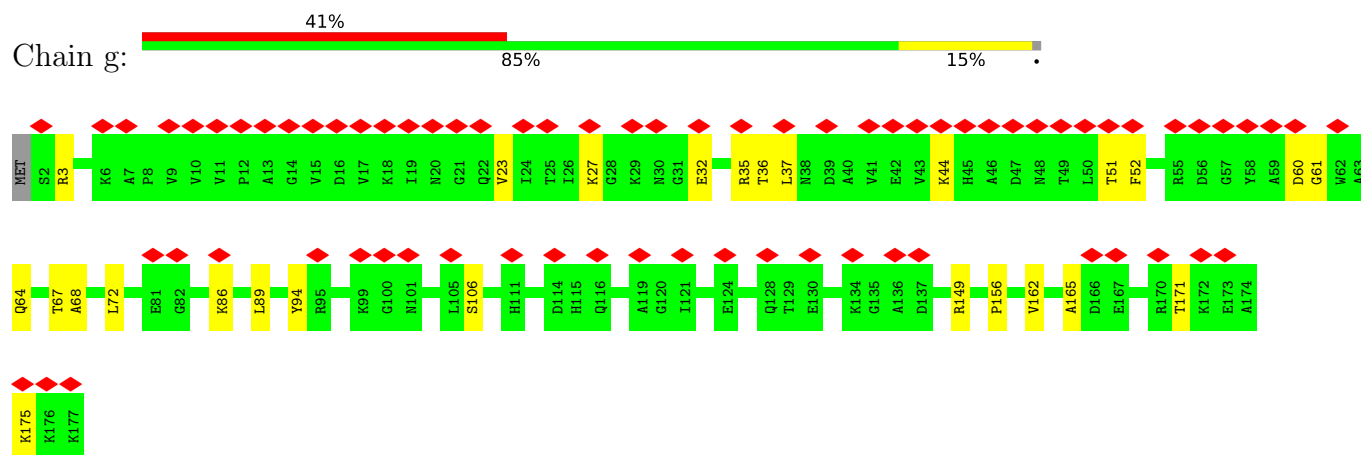 41%
Chain g:
85% 15% .
MET S2 R3 K6 A7 P8 V9 V10 V11 P12 A13 G14 V15 D16 V17 K18 I19 N20 G21 Q22 V23 I24 T25 I26 K27 G28 K29 N30 G31 E32 R35 T36 L37 N38 D39 A40 V41 E42 V43 K44 H45 A46 D47 N48 T49 L50 T51 F52 R55 D56 G57 Y58 A59 D60 G61 W62 A63
Q64 T67 A68 L72 E81 G82 K86 L89 Y94 R95 K99 G100 N101 L105 S106 H111 D114 H115 Q116 A119 G120 I121 E124 Q128 T129 E130 K134 G135 A136 D137 R149 P156 V162 A165 D166 E167 R170 T171 K172 E173 A174
K175 K176 K177